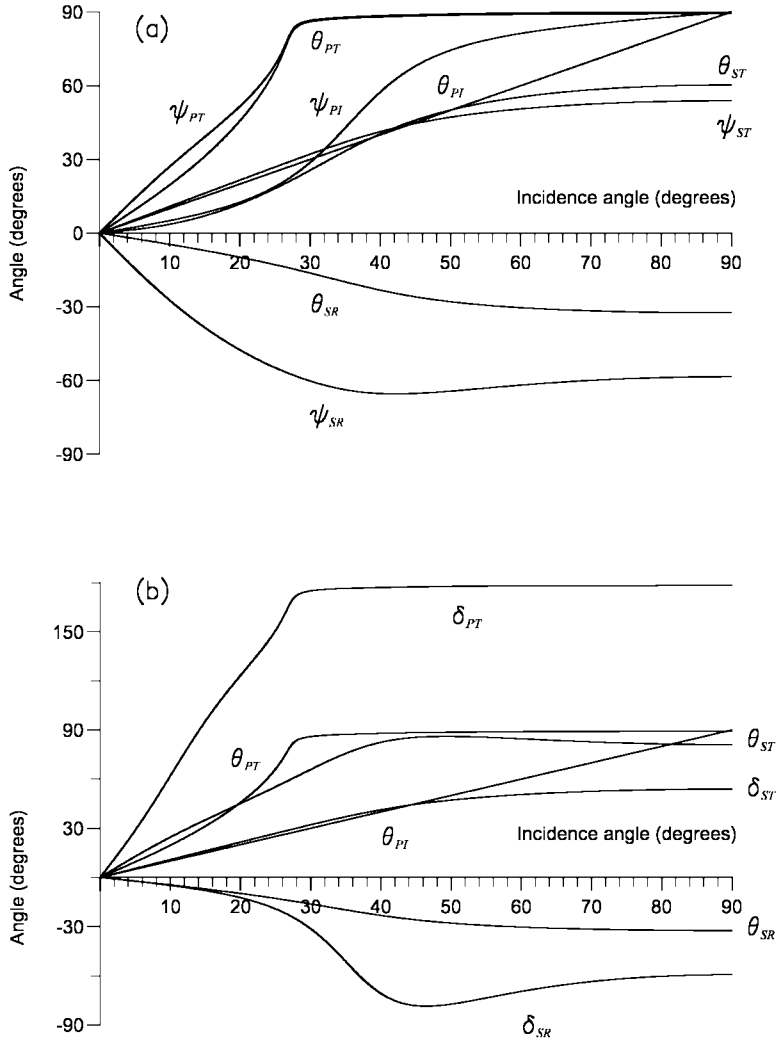 90
(a)
θPT
θST
60
ψPT
ψPI
θPI
ψST
30
Incidence angle (degrees)
Angle (degrees)
0
10 20 30 40 50 60 70 80 90
θSR
-30
-60
ψSR
-90
(b)
150
δPT
90
θPT
θST
δST
30
θPI
Incidence angle (degrees)
Angle (degrees)
10 20 30 40 50 60 70 80 90
-30
θSR
-90
δSR